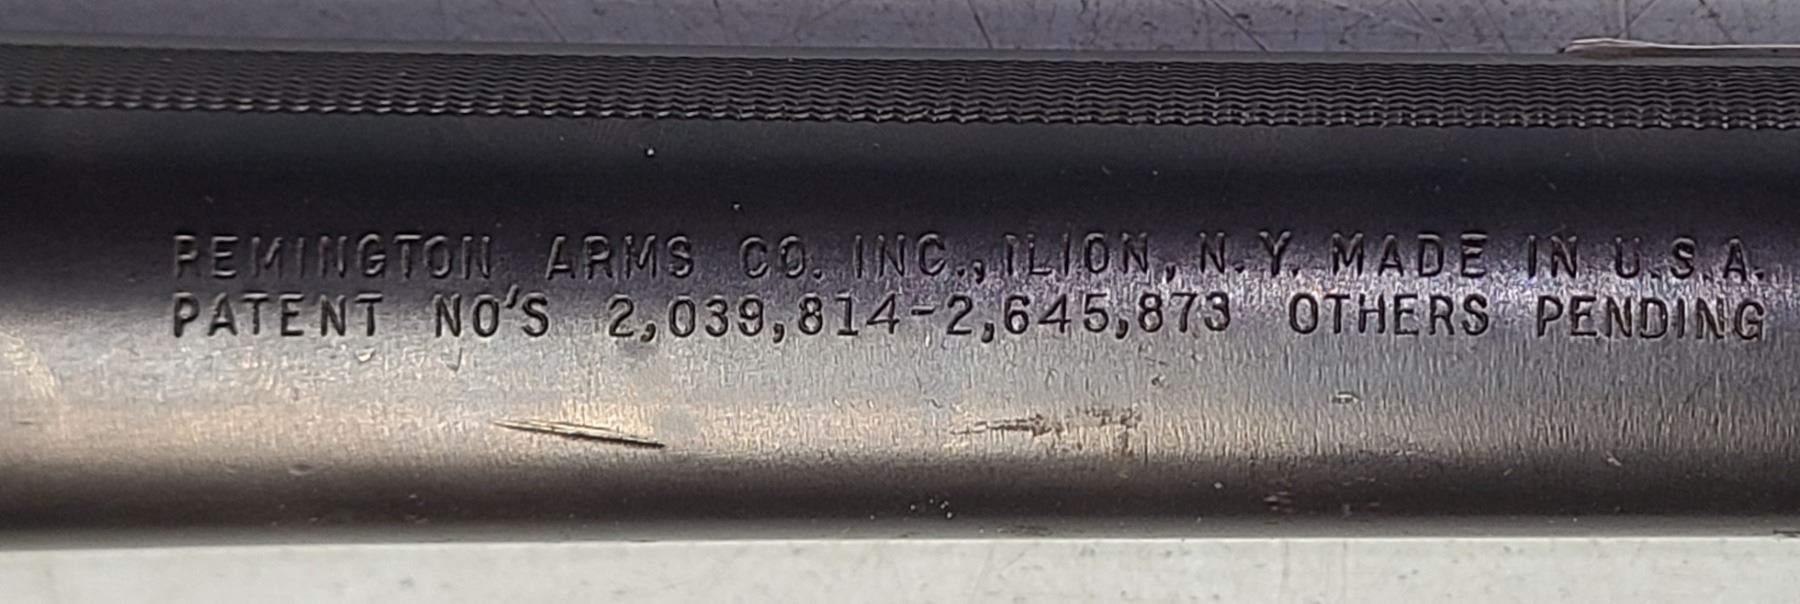 REMINGTON ARMS CO. INC., ILION, N.Y. MADE IN U.S.A.
PATENT NO'S 2,039,814-2,645,873 OTHERS PENDING